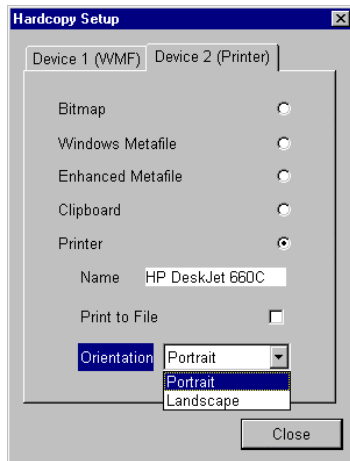 Hardcopy Setup
Device 1 (WMF) Device 2 (Printer)
Bitmap
Windows Metafile
Enhanced Metafile
Clipboard
Printer
Name HP DeskJet 660C
Print to File
Orientation Portrait
Portrait
Landscape
Close